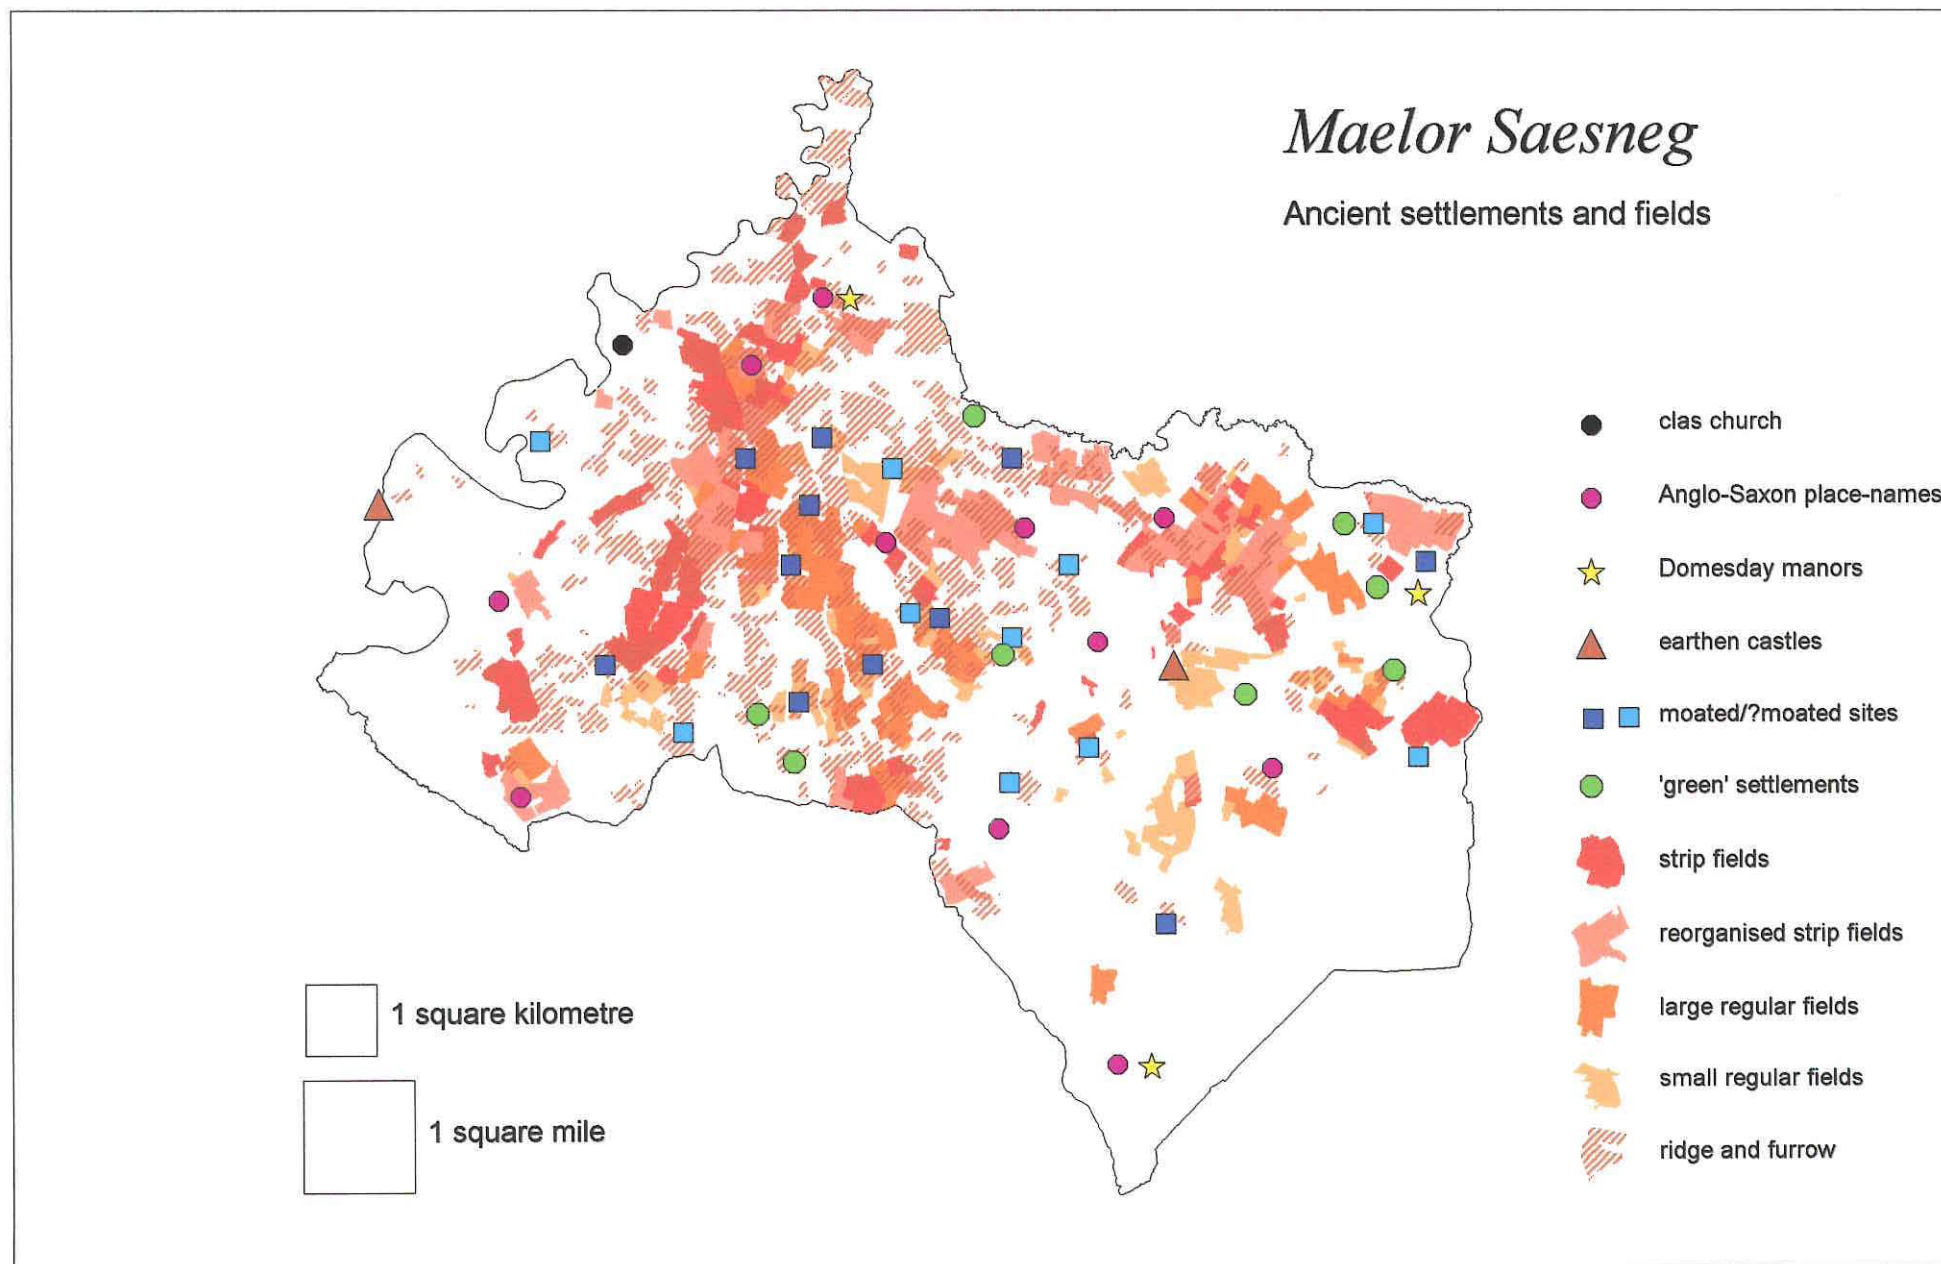 Maelor Saesneg
Ancient settlements and fields
clas church
Anglo-Saxon place-names
Domesday manors
earthen castles
moated/?moated sites
'green' settlements
strip fields
reorganised strip fields
large regular fields
small regular fields
ridge and furrow
1 square kilometre
1 square mile